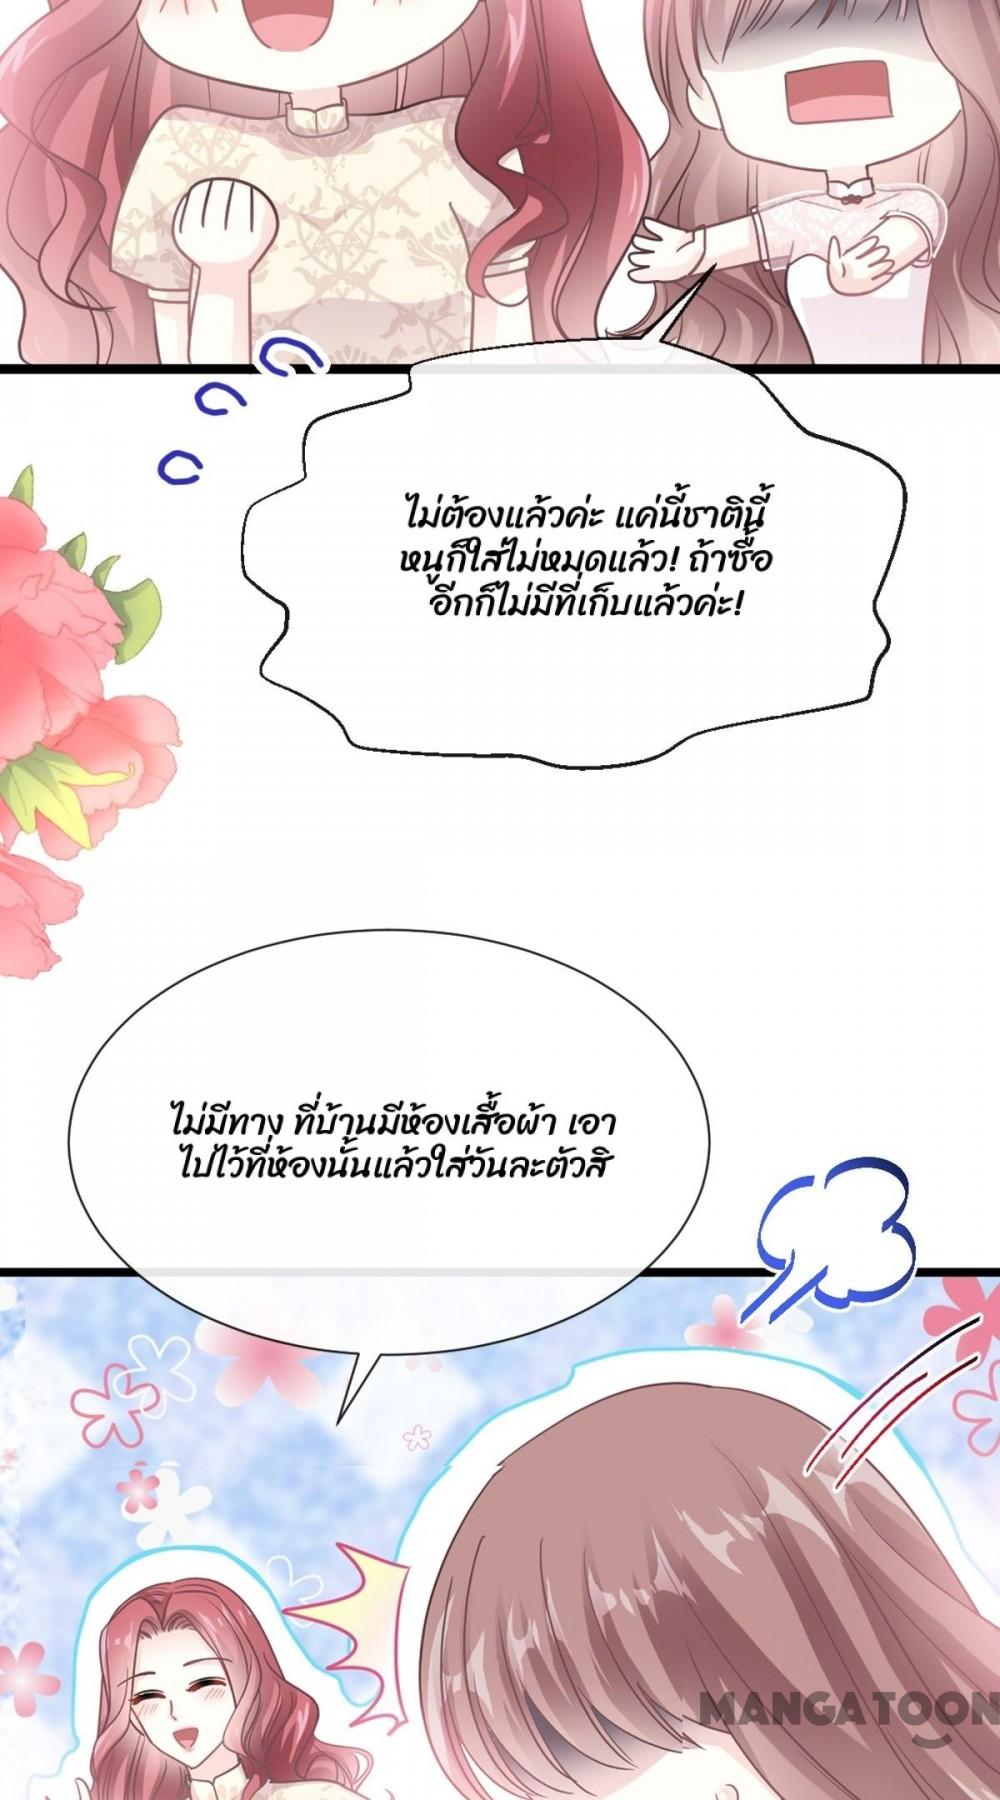 ไม่ต้องแล้วค่ะ แค่นี้ชาตินี้
หนูก็ใส่ไม่หมดแล้ว! ถ้าซื้อ
อีกก็ไม่มีที่เก็บแล้วค่ะ!
ไม่มีทาง ที่บ้านมีห้องเสื้อผ้า เอา
ไปไว้ที่ห้องนั้นแล้วใส่วันละตัวสิ
MANGATOON